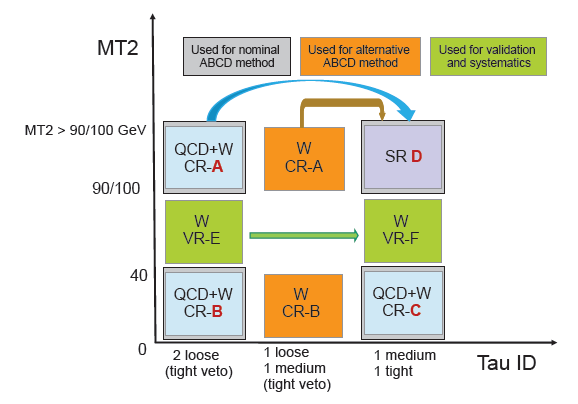 MT2
Used for nominal
ABCD method
Used for alternative
ABCD method
Used for validation
and systematics
MT2 > 90/100 GeV
QCD+W
CR-A
W
CR-A
SR D
90/100
W
VR-E
W
VR-F
40
QCD+W
CR-B
W
CR-B
QCD+W
CR-C
0
2 loose
(tight veto)
1 loose
1 medium
(tight veto)
1 medium
1 tight
Tau ID